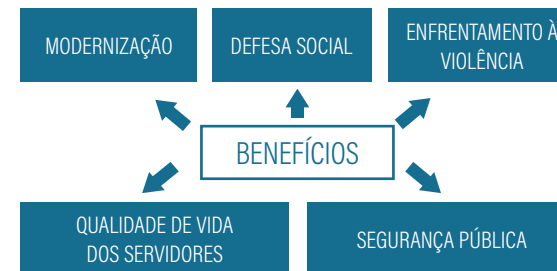 MODERNIZAÇÃO
DEFESA SOCIAL
ENFRENTAMENTO À
VIOLÊNCIA
BENEFÍCIOS
QUALIDADE DE VIDA
DOS SERVIDORES
SEGURANÇA PÚBLICA